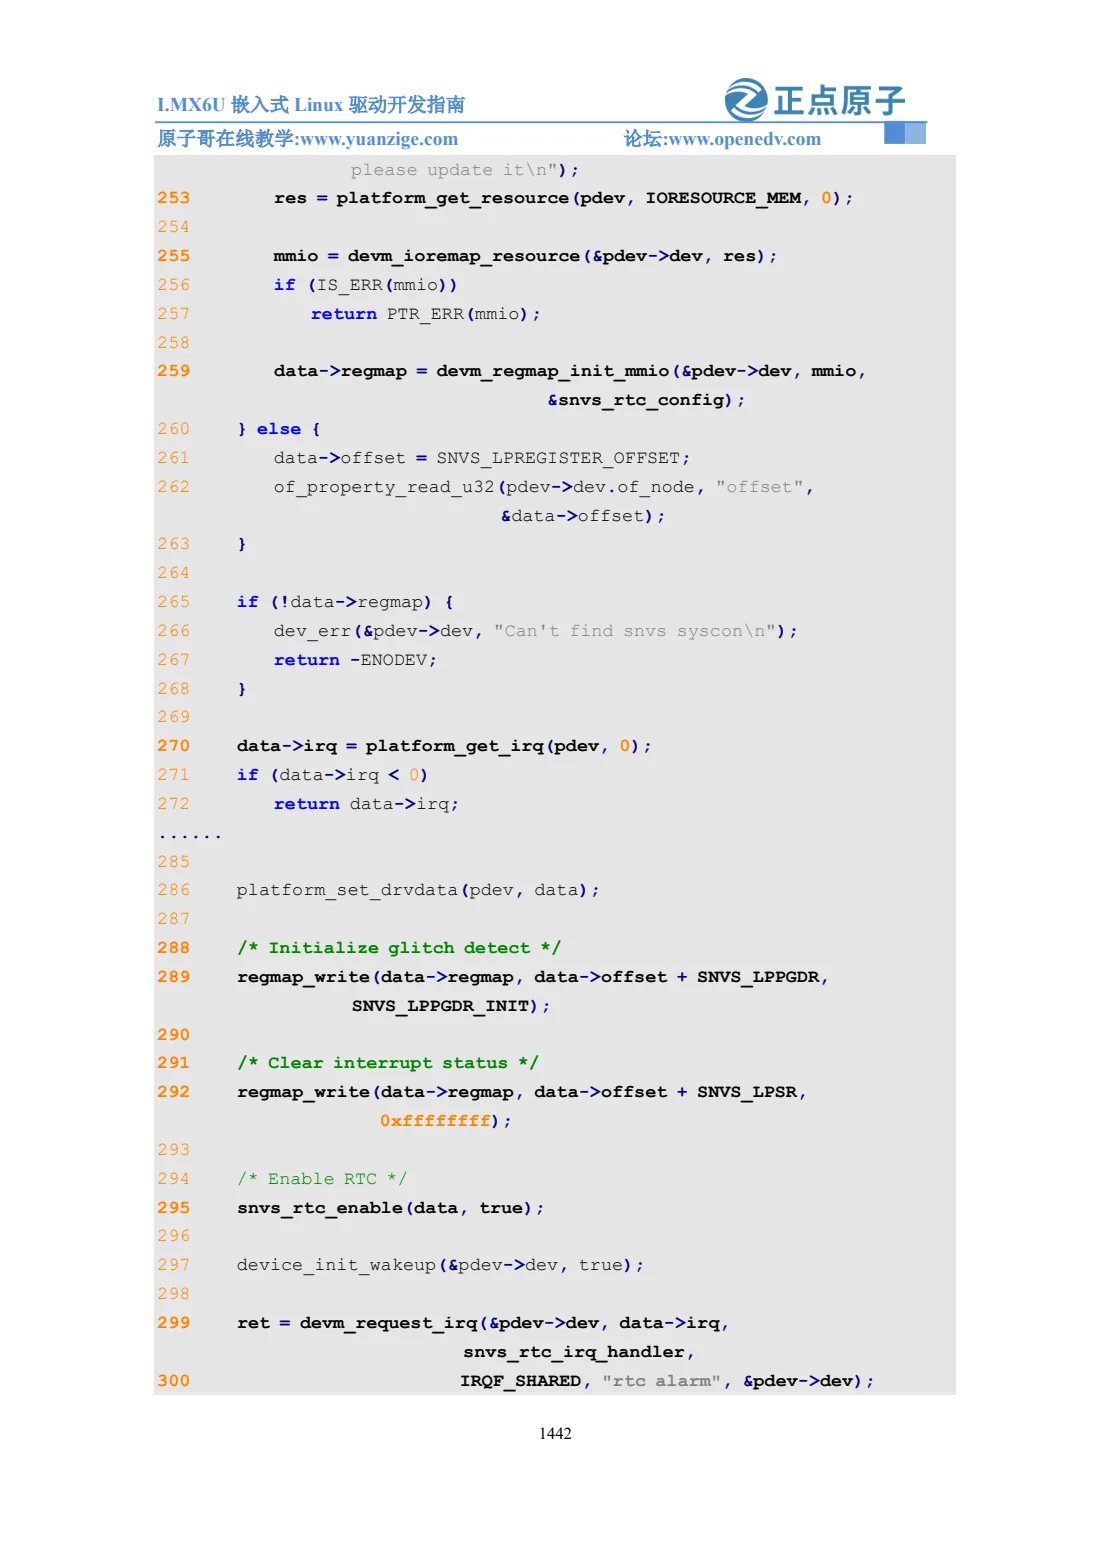 I.MX6U 嵌入式 Linux 驱动开发指南
正点原子
原子哥在线教学:www.yuanzige.com 论坛:www.openedv.com
please update it\n");
253 res = platform_get_resource(pdev, IORESOURCE_MEM, 0);
254
255 mmio = devm_ioremap_resource(&pdev->dev, res);
256 if (IS_ERR(mmio))
257 return PTR_ERR(mmio);
258
259 data->regmap = devm_regmap_init_mmio(&pdev->dev, mmio,
&snvs_rtc_config);
260 } else {
261 data->offset = SNVS_LPREGISTER_OFFSET;
262 of_property_read_u32(pdev->dev.of_node, "offset",
&data->offset);
263 }
264
265 if (!data->regmap) {
266 dev_err(&pdev->dev, "Can't find snvs syscon\n");
267 return -ENODEV;
268 }
269
270 data->irq = platform_get_irq(pdev, 0);
271 if (data->irq < 0)
272 return data->irq;
......
285
286 platform_set_drvdata(pdev, data);
287
288 /* Initialize glitch detect */
289 regmap_write(data->regmap, data->offset + SNVS_LPPGDR,
SNVS_LPPGDR_INIT);
290
291 /* Clear interrupt status */
292 regmap_write(data->regmap, data->offset + SNVS_LPSR,
0xffffffff);
293
294 /* Enable RTC */
295 snvs_rtc_enable(data, true);
296
297 device_init_wakeup(&pdev->dev, true);
298
299 ret = devm_request_irq(&pdev->dev, data->irq,
snvs_rtc_irq_handler,
300 IRQF_SHARED, "rtc alarm", &pdev->dev);
1442